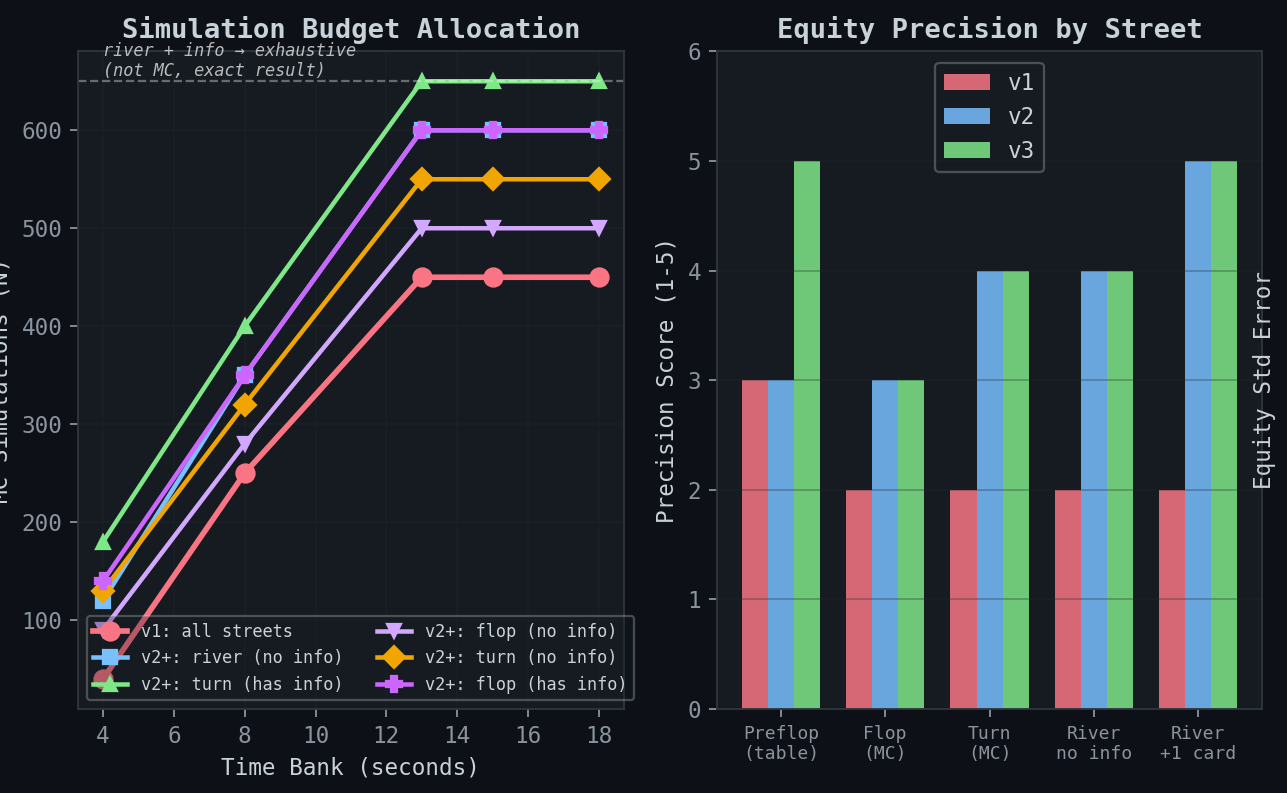 Simulation Budget Allocation
river + info → exhaustive
(not MC, exact result)
MC Simulations (N)
600
500
400
300
200
100
v1: all streets
v2+: river (no info)
v2+: turn (has info)
v2+: flop (no info)
v2+: turn (no info)
v2+: flop (has info)
4 6 8 10 12 14 16 18
Time Bank (seconds)
Equity Precision by Street
v1
v2
v3
Precision Score (1-5)
6
5
4
3
2
1
0
Preflop
(table)
Flop
(MC)
Turn
(MC)
River
no info
River
+1 card
Equity Std Error